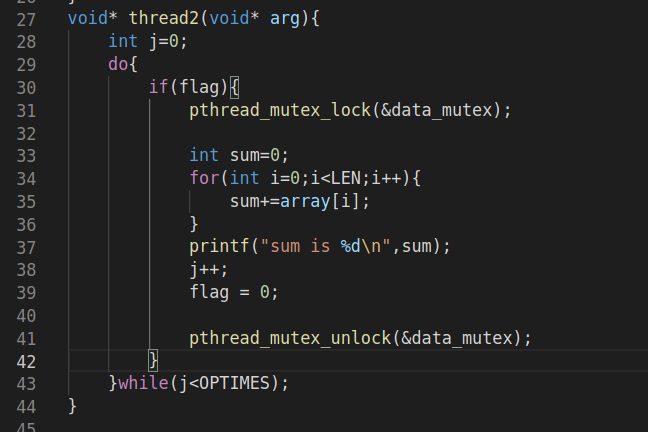 26 }
27 void* thread2(void* arg){
28     int j=0;
29     do{
30         if(flag){
31             pthread_mutex_lock(&data_mutex);
32
33             int sum=0;
34             for(int i=0;i<LEN;i++){
35                 sum+=array[i];
36             }
37             printf("sum is %d\n",sum);
38             j++;
39             flag = 0;
40
41             pthread_mutex_unlock(&data_mutex);
42         }
43     }while(j<OPTIMES);
44 }
45